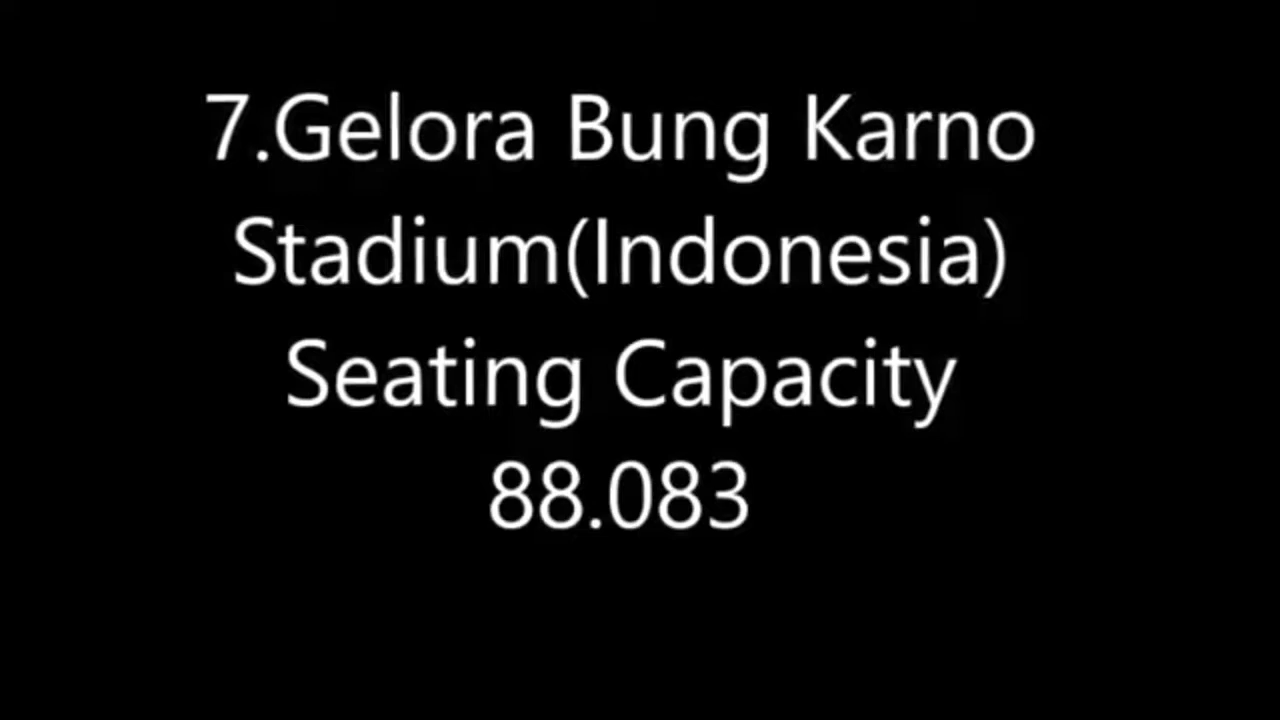 7.Gelora Bung Karno
Stadium(Indonesia)
Seating Capacity
88.083